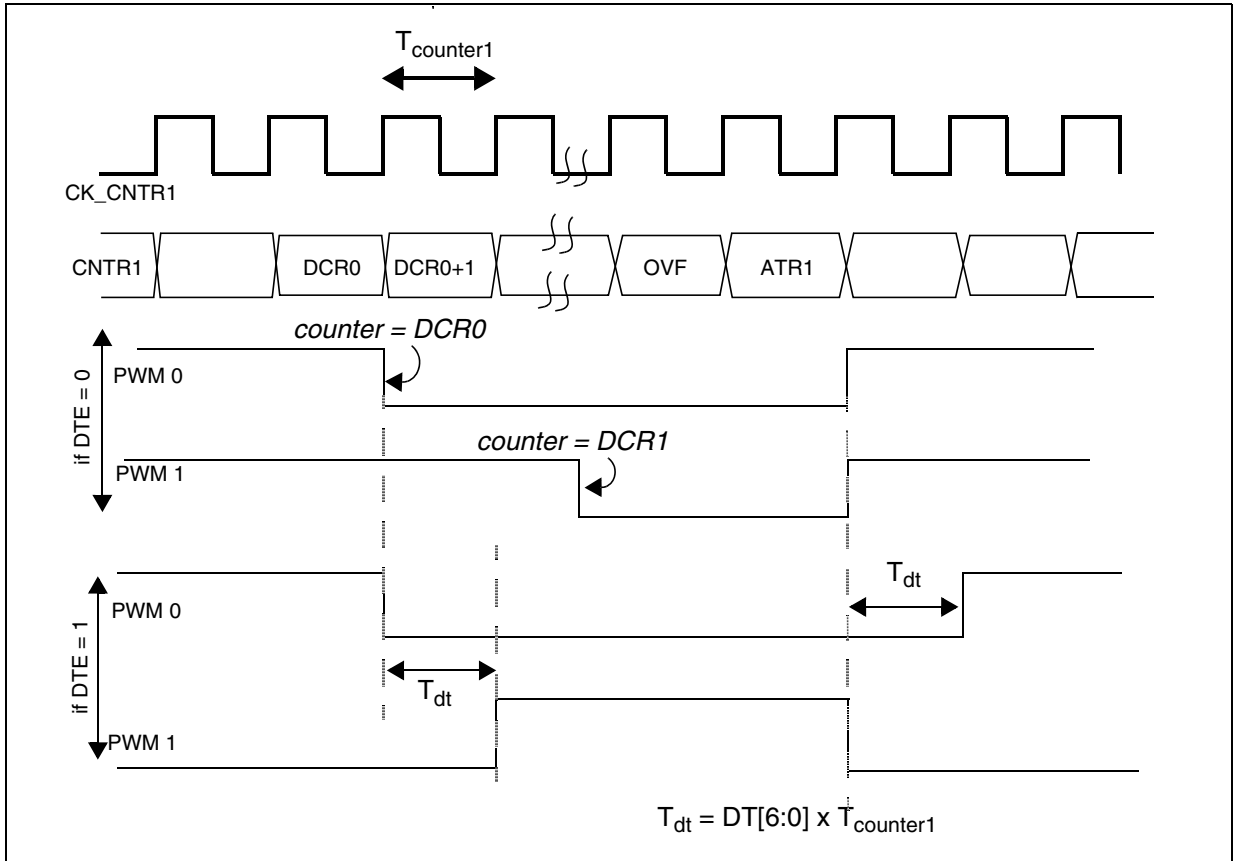 Tcounter1
CK_CNTR1
CNTR1 DCR0 DCR0+1 OVF ATR1
counter = DCR0
if DTE = 0
PWM 0
counter = DCR1
PWM 1
Tdt
if DTE = 1
PWM 0
Tdt
PWM 1
Tdt = DT[6:0] x Tcounter1